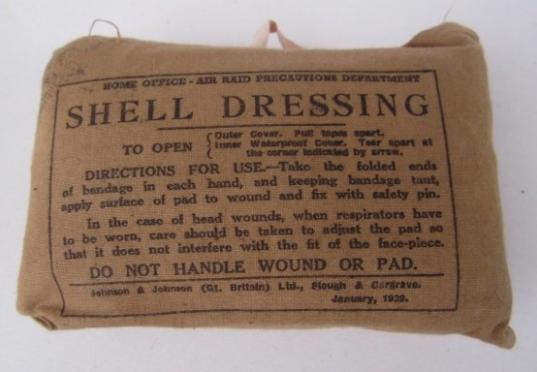 HOME OFFICE - AIR RAID PRECAUTIONS DEPARTMENT
SHELL DRESSING
TO OPEN { Outer Cover. Pull tapes apart,
Inner Waterproof Cover. Tear apart at
the corner indicated by arrow.
DIRECTIONS FOR USE.—Take the folded ends
of bandage in each hand, and keeping bandage taut,
apply surface of pad to wound and fix with safety pin.
In the case of head wounds, when respirators have
to be worn, care should be taken to adjust the pad so
that it does not interfere with the fit of the face-piece.
DO NOT HANDLE WOUND OR PAD.
Johnson & Johnson (Gt. Britain) Ltd., Slough & Gargrave.
January, 1939.